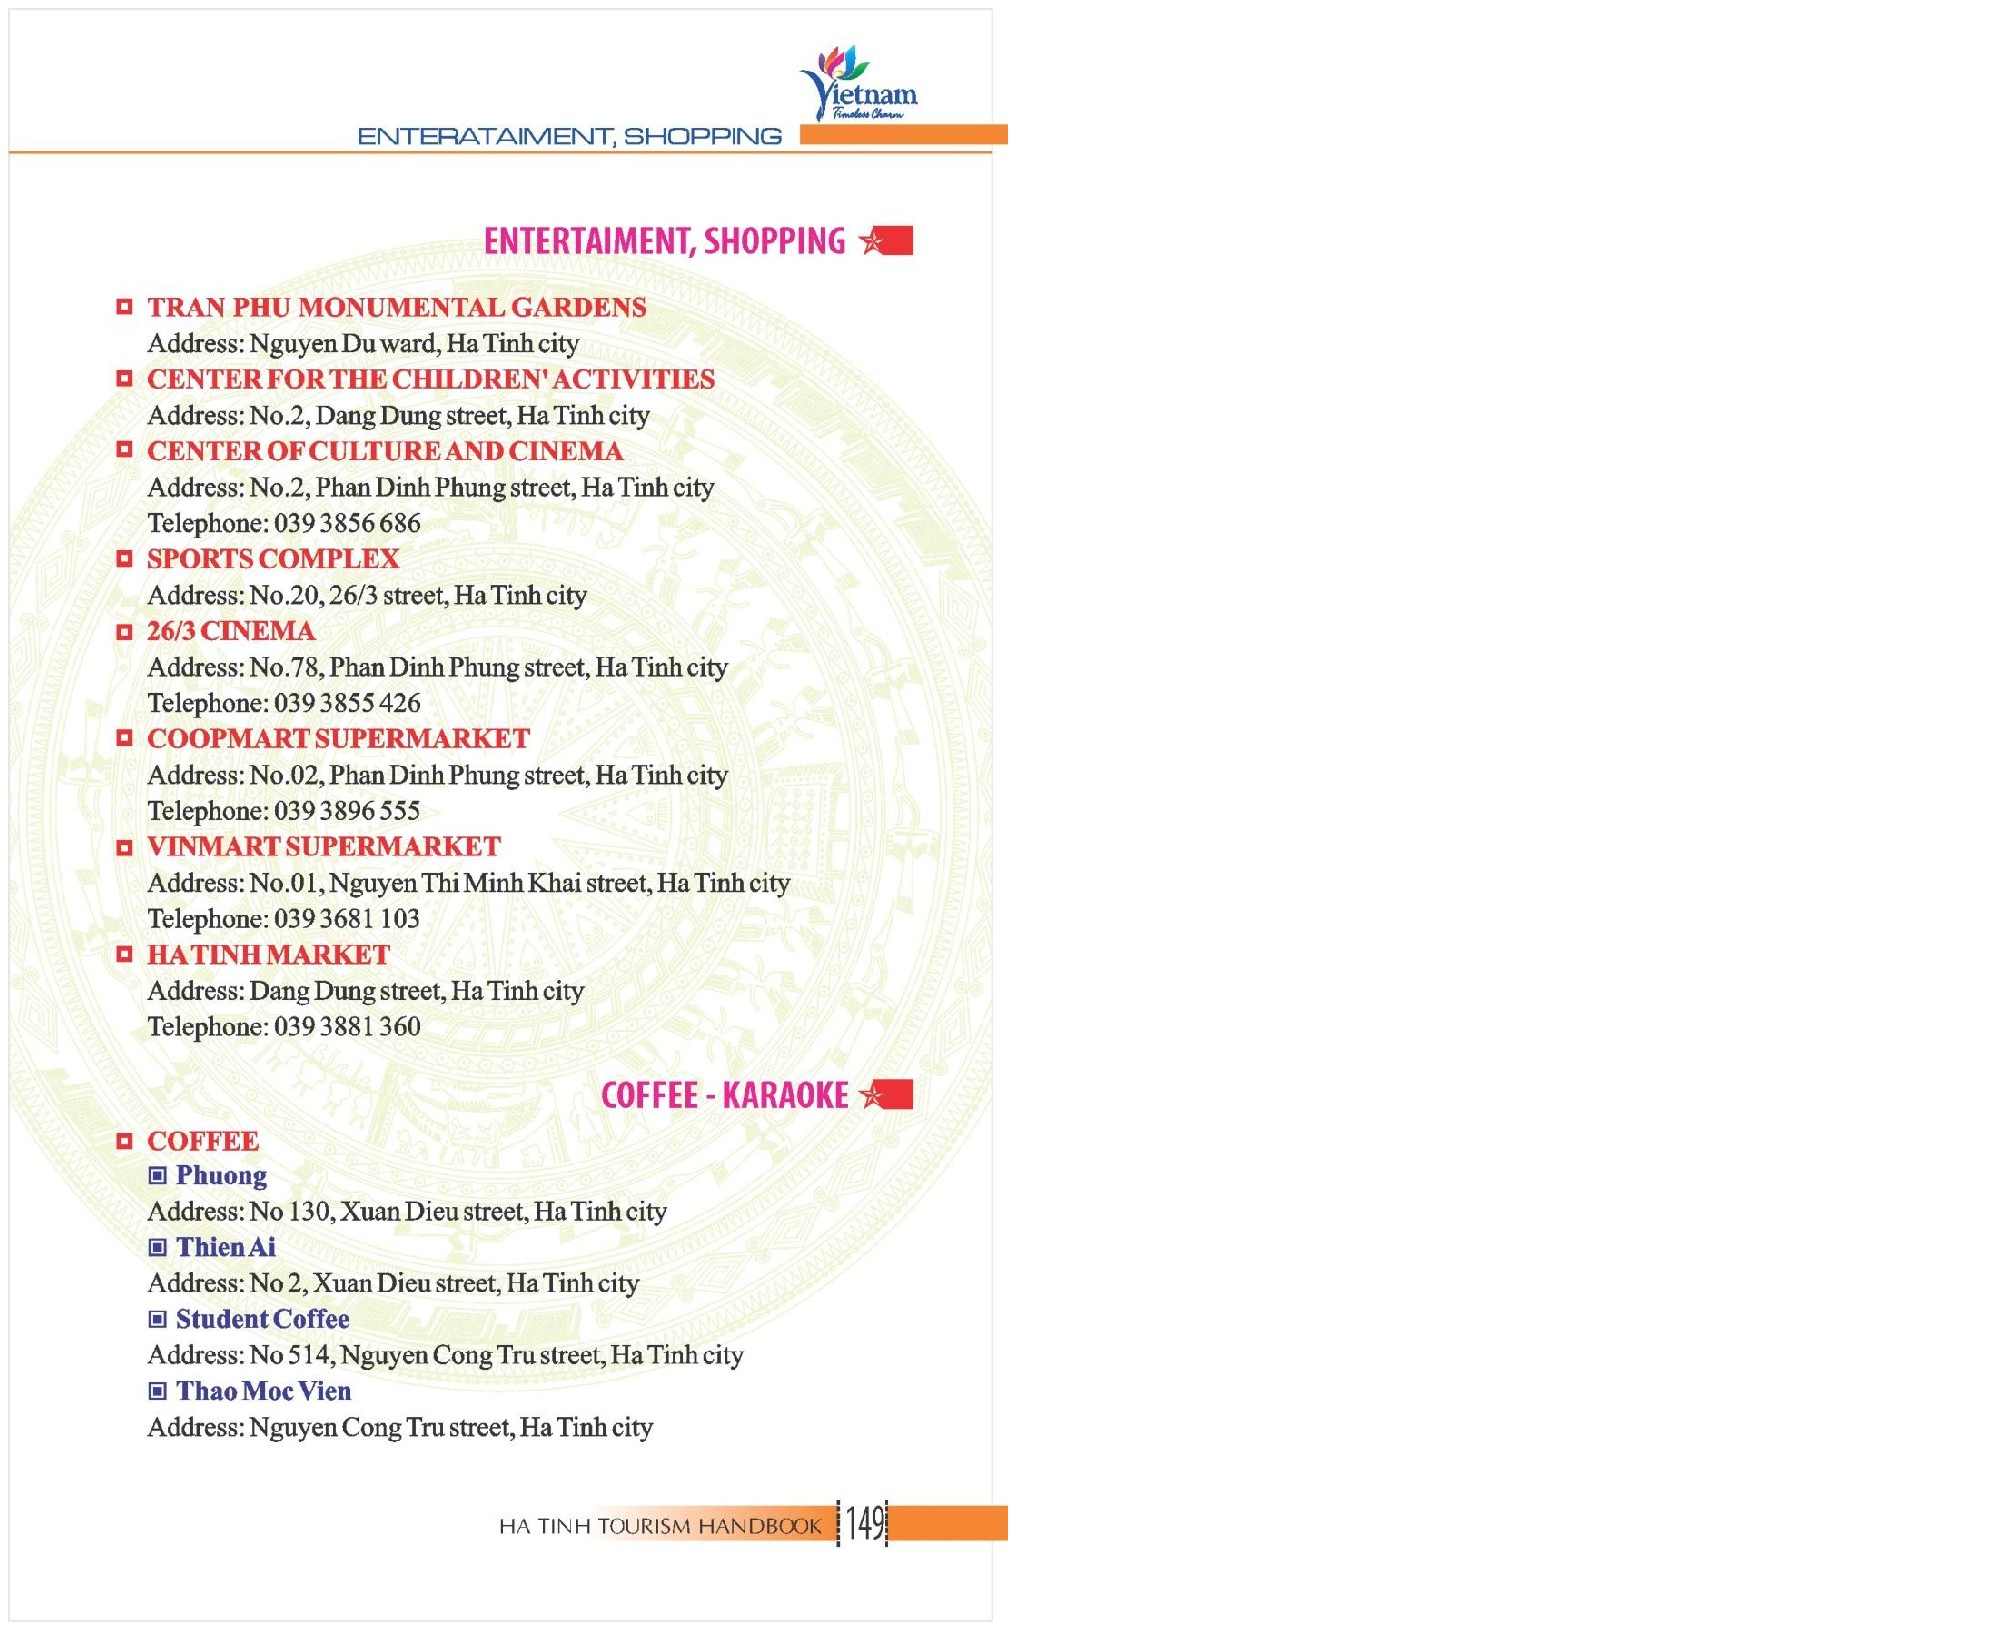 Vietnam
Timeless Charm
ENTERATAIMENT, SHOPPING
ENTERTAIMENT, SHOPPING
TRAN PHU MONUMENTAL GARDENS
Address: Nguyen Du ward, Ha Tinh city
CENTER FOR THE CHILDREN' ACTIVITIES
Address: No.2, Dang Dung street, Ha Tinh city
CENTER OF CULTURE AND CINEMA
Address: No.2, Phan Dinh Phung street, Ha Tinh city
Telephone: 039 3856 686
SPORTS COMPLEX
Address: No.20, 26/3 street, Ha Tinh city
26/3 CINEMA
Address: No.78, Phan Dinh Phung street, Ha Tinh city
Telephone: 039 3855 426
COOPMART SUPERMARKET
Address: No.02, Phan Dinh Phung street, Ha Tinh city
Telephone: 039 3896 555
VINMART SUPERMARKET
Address: No.01, Nguyen Thi Minh Khai street, Ha Tinh city
Telephone: 039 3681 103
HA TINH MARKET
Address: Dang Dung street, Ha Tinh city
Telephone: 039 3881 360
COFFEE - KARAOKE
COFFEE
Phuong
Address: No 130, Xuan Dieu street, Ha Tinh city
Thien Ai
Address: No 2, Xuan Dieu street, Ha Tinh city
Student Coffee
Address: No 514, Nguyen Cong Tru street, Ha Tinh city
Thao Moc Vien
Address: Nguyen Cong Tru street, Ha Tinh city
HA TINH TOURISM HANDBOOK 149